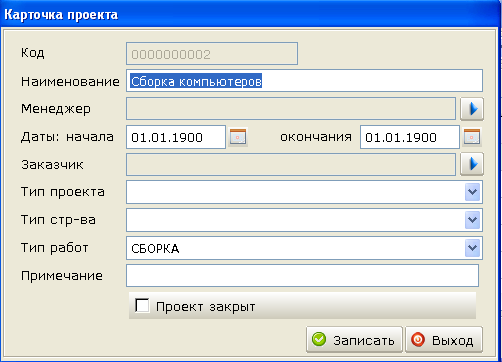 Карточка проекта
Код 0000000002
Наименование Сборка компьютеров
Менеджер
Даты: начала 01.01.1900 окончания 01.01.1900
Заказчик
Тип проекта
Тип стр-ва
Тип работ СБОРКА
Примечание
Проект закрыт
Записать Выход